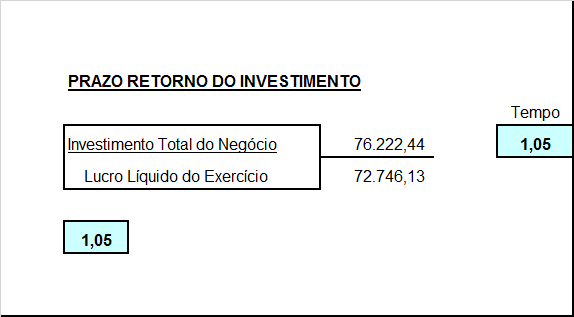 PRAZO RETORNO DO INVESTIMENTO
Tempo
Investimento Total do Negócio 76.222,44 1,05
Lucro Líquido do Exercício 72.746,13
1,05